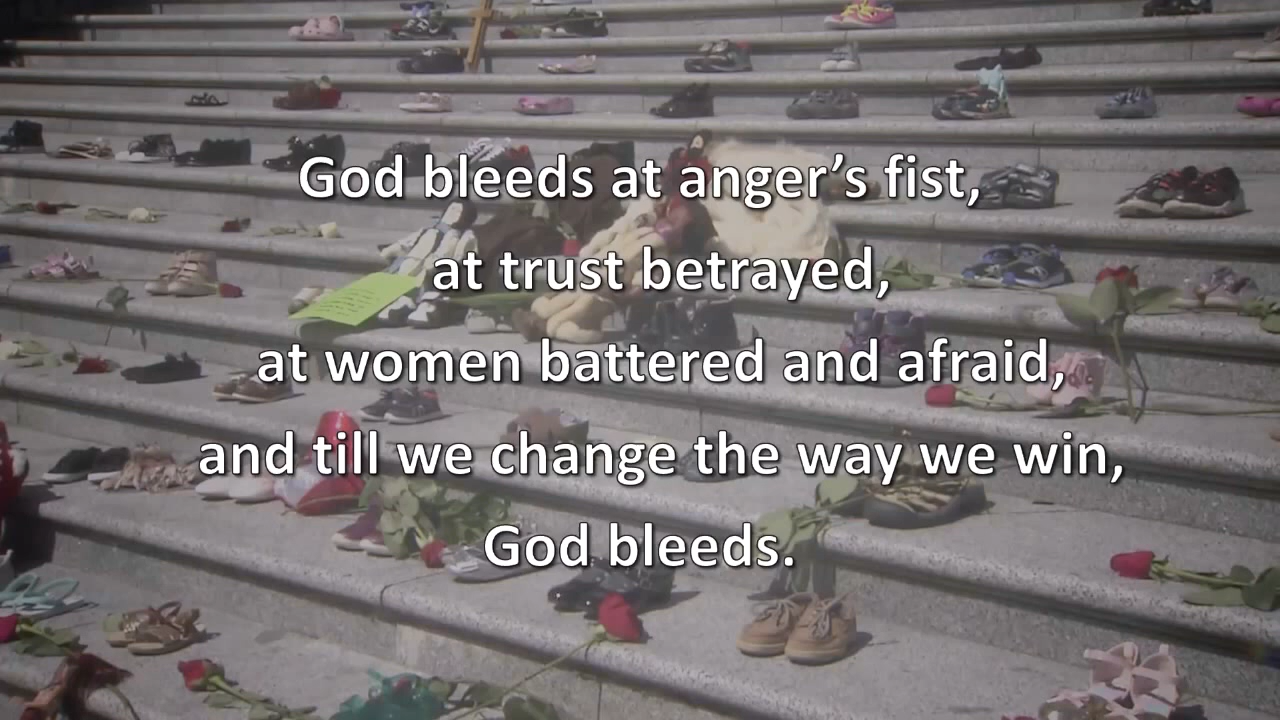 God bleeds at anger’s fist,
at trust betrayed,
at women battered and afraid,
and till we change the way we win,
God bleeds.